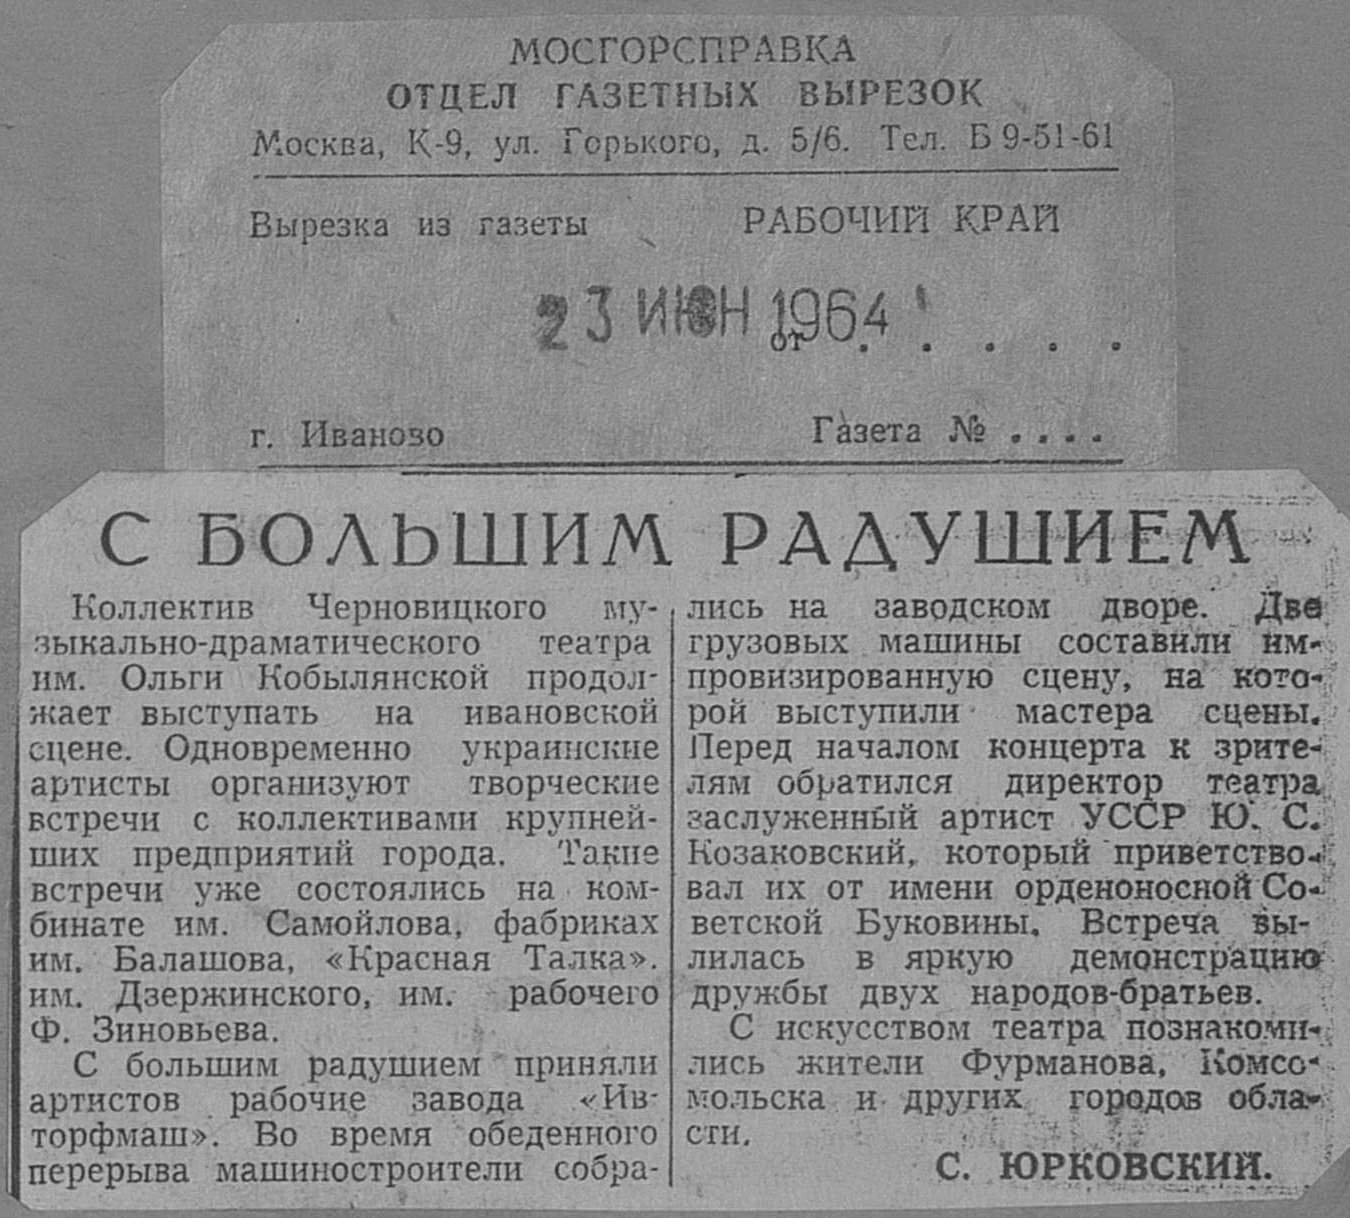 МОСГОРСПРАВКА
ОТДЕЛ ГАЗЕТНЫХ ВЫРЕЗОК
Москва, К-9, ул. Горького, д. 5/6. Тел. Б 9-51-61
Вырезка из газеты РАБОЧИЙ КРАЙ
23 ИЮН 1964
от . . . . .
г. Иваново Газета № . . . .
С БОЛЬШИМ РАДУШИЕМ
Коллектив Черновицкого му-
зыкально-драматического театра
им. Ольги Кобылянской продол-
жает выступать на ивановской
сцене. Одновременно украинские
артисты организуют творческие
встречи с коллективами крупней-
ших предприятий города. Такие
встречи уже состоялись на ком-
бинате им. Самойлова, фабриках
им. Балашова, «Красная Талка».
им. Дзержинского, им. рабочего
Ф. Зиновьева.
С большим радушием приняли
артистов рабочие завода «Ив-
торфмаш». Во время обеденного
перерыва машиностроители собра-
лись на заводском дворе. Две
грузовых машины составили им-
провизированную сцену, на кото-
рой выступили мастера сцены.
Перед началом концерта к зрите-
лям обратился директор театра
заслуженный артист УССР Ю. С.
Козаковский, который приветство-
вал их от имени орденоносной Со-
ветской Буковины. Встреча вы-
лилась в яркую демонстрацию
дружбы двух народов-братьев.
С искусством театра познакоми-
лись жители Фурманова, Комсо-
мольска и других городов обла-
сти.
С. ЮРКОВСКИЙ.